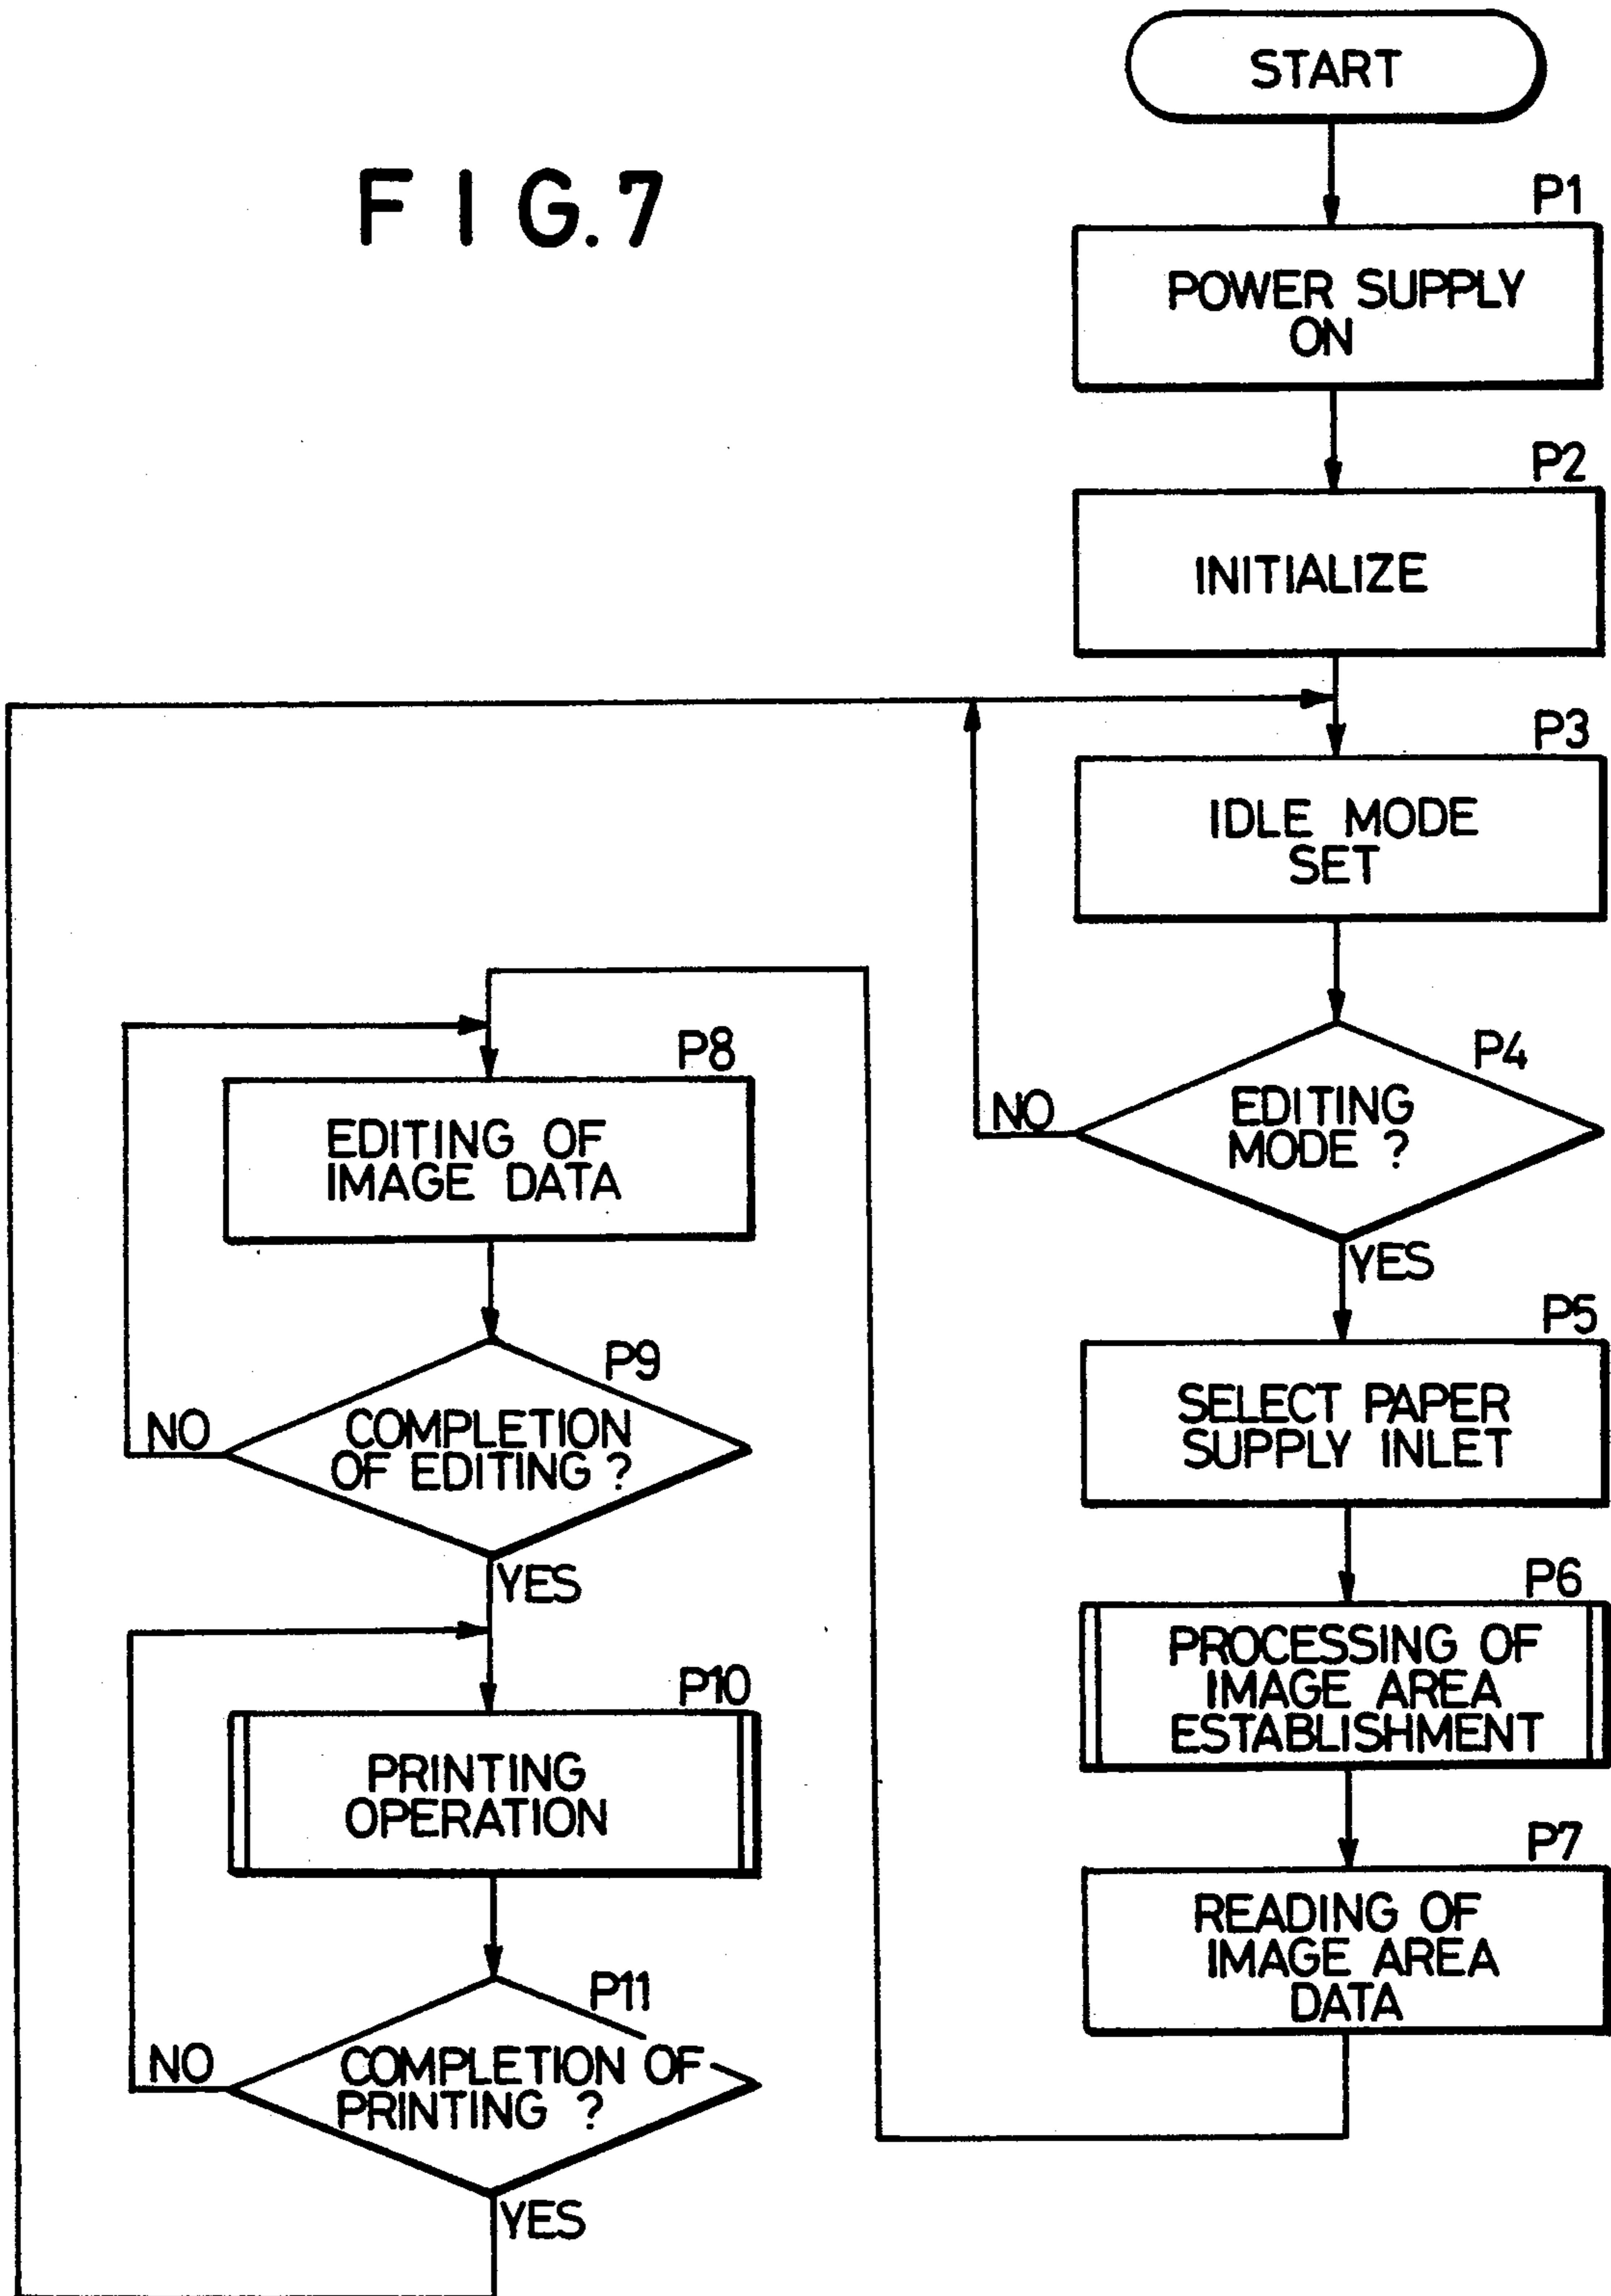 FIG.7
START
P1
POWER SUPPLY
ON
P2
INITIALIZE
P3
IDLE MODE
SET
P4
EDITING
MODE ?
NO
YES
P5
SELECT PAPER
SUPPLY INLET
P6
PROCESSING OF
IMAGE AREA
ESTABLISHMENT
P7
READING OF
IMAGE AREA
DATA
P8
EDITING OF
IMAGE DATA
P9
COMPLETION
OF EDITING ?
NO
YES
P10
PRINTING
OPERATION
P11
COMPLETION OF
PRINTING ?
NO
YES